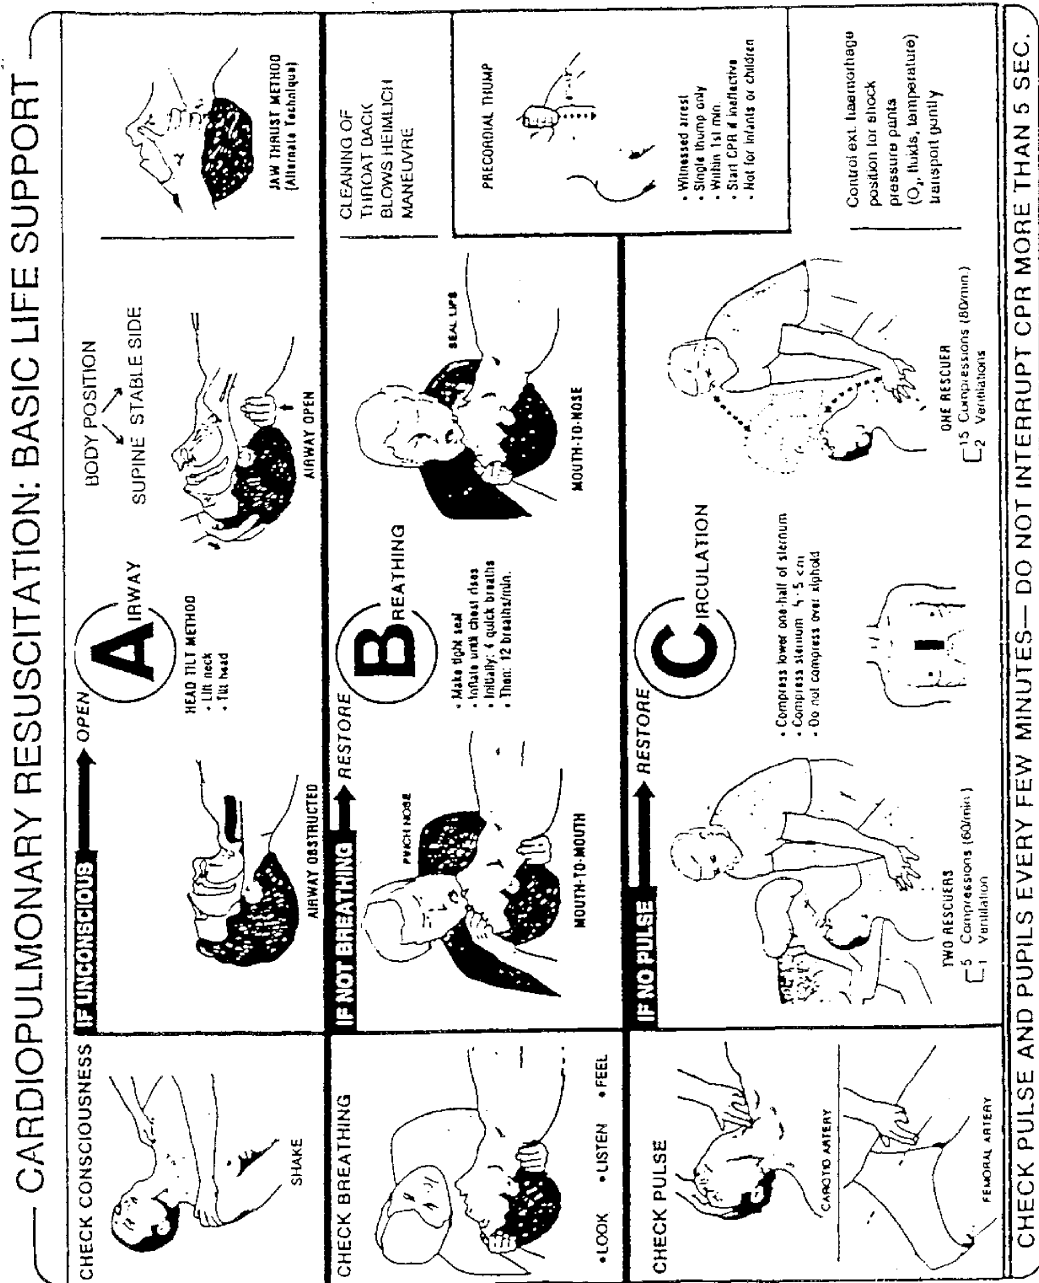 CARDIOPULMONARY RESUSCITATION: BASIC LIFE SUPPORT
CHECK CONSCIOUSNESS
SHAKE
IF UNCONSCIOUS
OPEN
AIRWAY
HEAD TILT METHOD
• Lift neck
• Tilt head
AIRWAY OBSTRUCTED
BODY POSITION
SUPINE STABLE SIDE
AIRWAY OPEN
JAW THRUST METHOD
(Alternate Technique)
CHECK BREATHING
• LOOK • LISTEN • FEEL
IF NOT BREATHING
RESTORE
BREATHING
PINCH NOSE
MOUTH-TO-MOUTH
• Make tight seal
• Inflate until chest rises
• Initially: 4 quick breaths
• Then: 12 breaths/min.
SEAL LIPS
MOUTH-TO-NOSE
CLEANING OF
THROAT BACK
BLOWS HEIMLICH
MANEUVRE
CHECK PULSE
CAROTID ARTERY
FEMORAL ARTERY
IF NO PULSE
RESTORE
CIRCULATION
TWO RESCUERS
5 Compressions (60/min.)
1 Ventilation
• Compress lower one-half of sternum
• Compress sternum 4-5 cm
• Do not compress over xiphold
ONE RESCUER
15 Compressions (80/min.)
2 Ventilations
PRECORDIAL THUMP
• Witnessed arrest
• Single thump only
• Within 1st min.
• Start CPR if ineffective
• Not for infants or children
Control ext. haemorrhage
position for shock
pressure pants
(O₂, fluids, temperature)
transport gently
CHECK PULSE AND PUPILS EVERY FEW MINUTES— DO NOT INTERRUPT CPR MORE THAN 5 SEC.